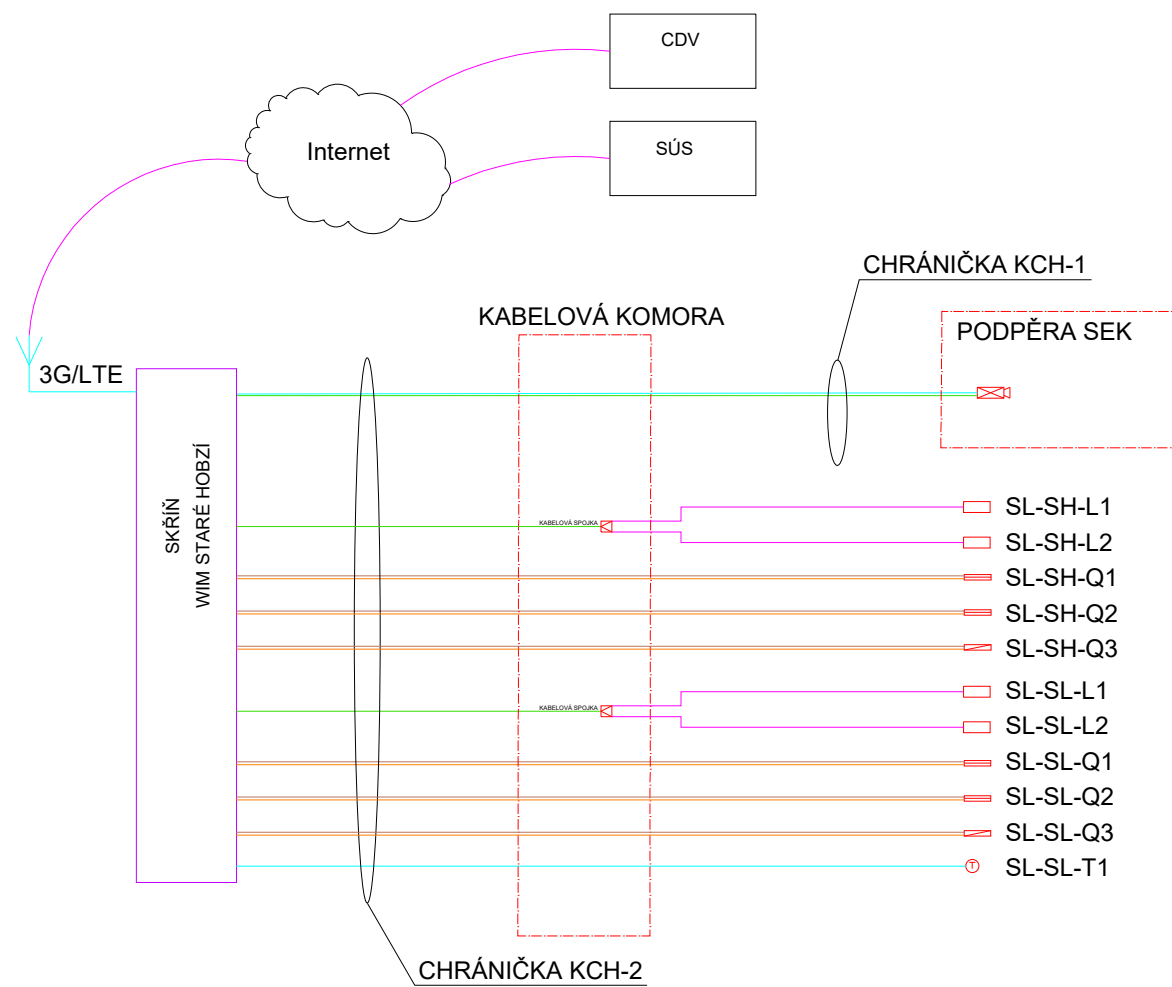 CDV
SÚS
Internet
CHRÁNIČKA KCH-1
KABELOVÁ KOMORA
PODPĚRA SEK
3G/LTE
SKŘÍŇ
WIM STARÉ HOBZÍ
KABELOVÁ SPOJKA
SL-SH-L1
SL-SH-L2
SL-SH-Q1
SL-SH-Q2
SL-SH-Q3
KABELOVÁ SPOJKA
SL-SL-L1
SL-SL-L2
SL-SL-Q1
SL-SL-Q2
SL-SL-Q3
T
SL-SL-T1
CHRÁNIČKA KCH-2